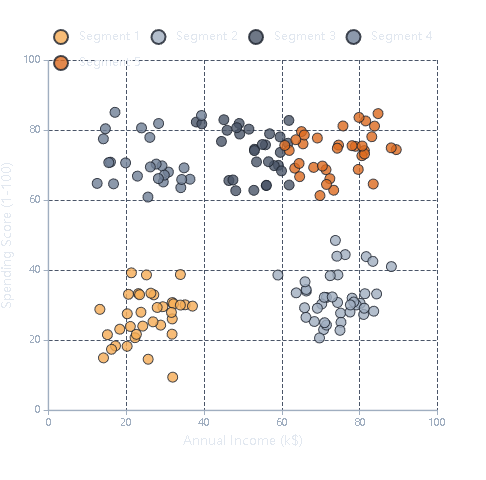 Segment 1 Segment 2 Segment 3 Segment 4
Segment 5
100
80
60
40
20
0
0 20 40 60 80 100
Spending Score (1-100)
Annual Income (k$)